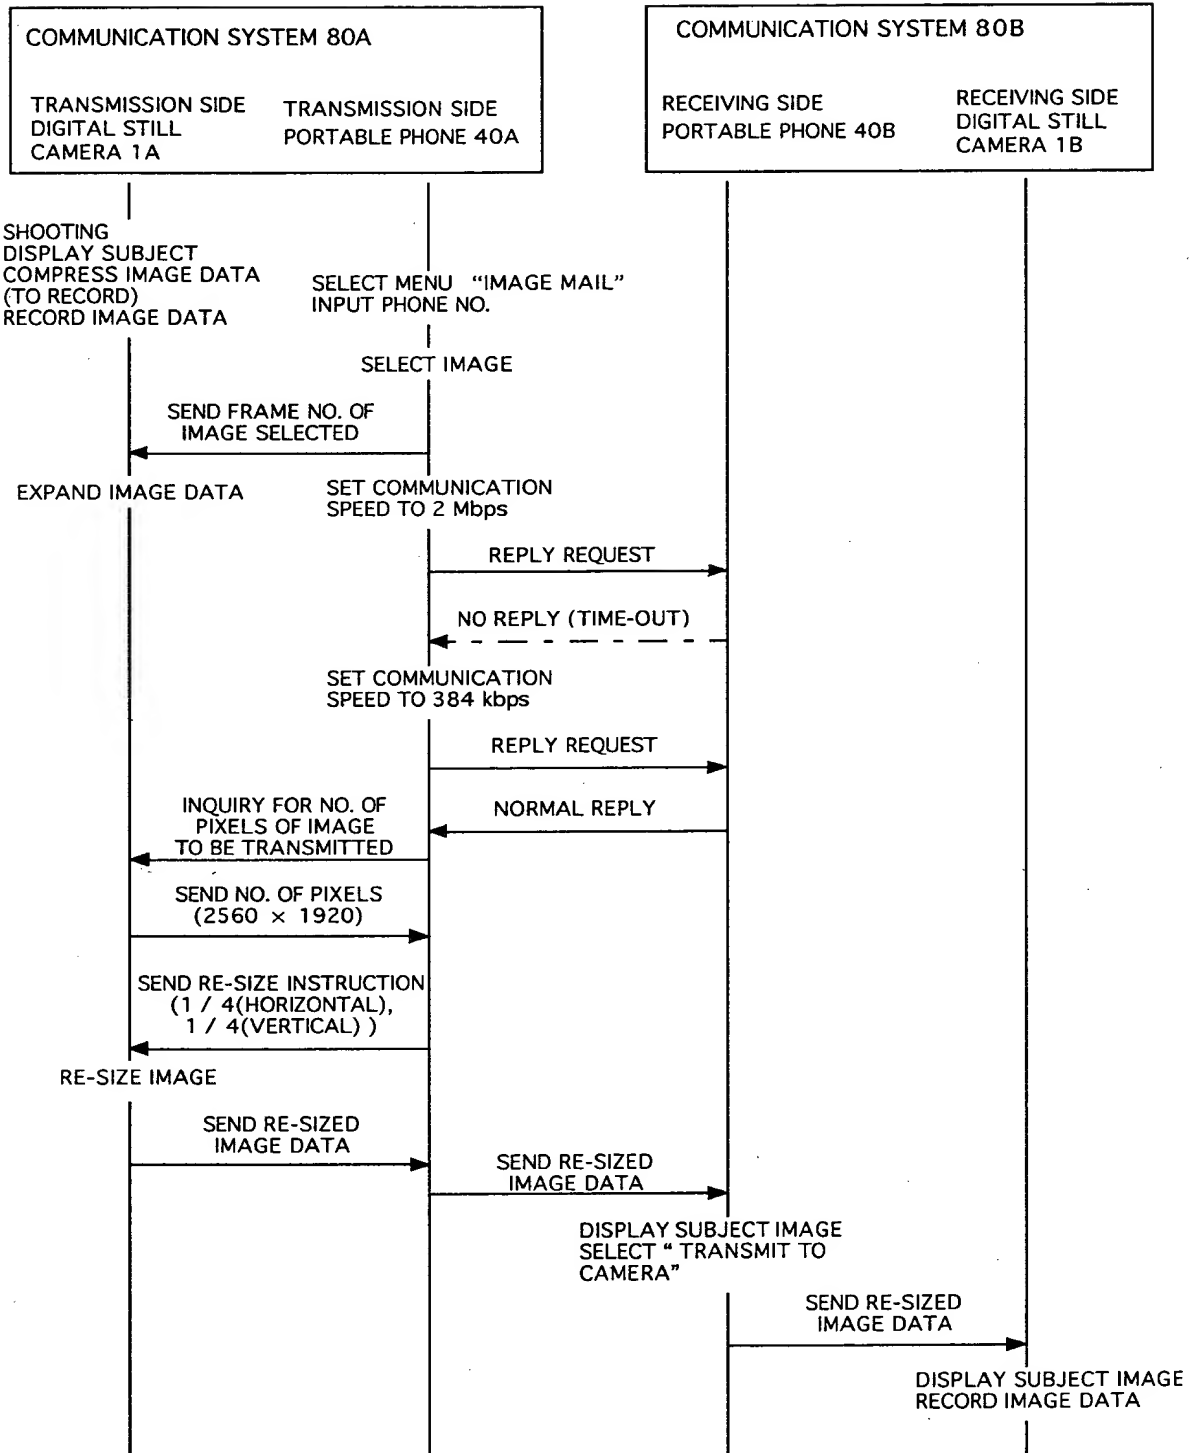 COMMUNICATION SYSTEM 80A
TRANSMISSION SIDE
DIGITAL STILL
CAMERA 1A
TRANSMISSION SIDE
PORTABLE PHONE 40A
COMMUNICATION SYSTEM 80B
RECEIVING SIDE
PORTABLE PHONE 40B
RECEIVING SIDE
DIGITAL STILL
CAMERA 1B
SHOOTING
DISPLAY SUBJECT
COMPRESS IMAGE DATA
(TO RECORD)
RECORD IMAGE DATA
SELECT MENU “IMAGE MAIL”
INPUT PHONE NO.
SELECT IMAGE
SEND FRAME NO. OF
IMAGE SELECTED
EXPAND IMAGE DATA
SET COMMUNICATION
SPEED TO 2 Mbps
REPLY REQUEST
NO REPLY (TIME-OUT)
SET COMMUNICATION
SPEED TO 384 kbps
REPLY REQUEST
NORMAL REPLY
INQUIRY FOR NO. OF
PIXELS OF IMAGE
TO BE TRANSMITTED
SEND NO. OF PIXELS
(2560 × 1920)
SEND RE-SIZE INSTRUCTION
(1 / 4(HORIZONTAL),
1 / 4(VERTICAL) )
RE-SIZE IMAGE
SEND RE-SIZED
IMAGE DATA
SEND RE-SIZED
IMAGE DATA
DISPLAY SUBJECT IMAGE
SELECT “ TRANSMIT TO
CAMERA”
SEND RE-SIZED
IMAGE DATA
DISPLAY SUBJECT IMAGE
RECORD IMAGE DATA